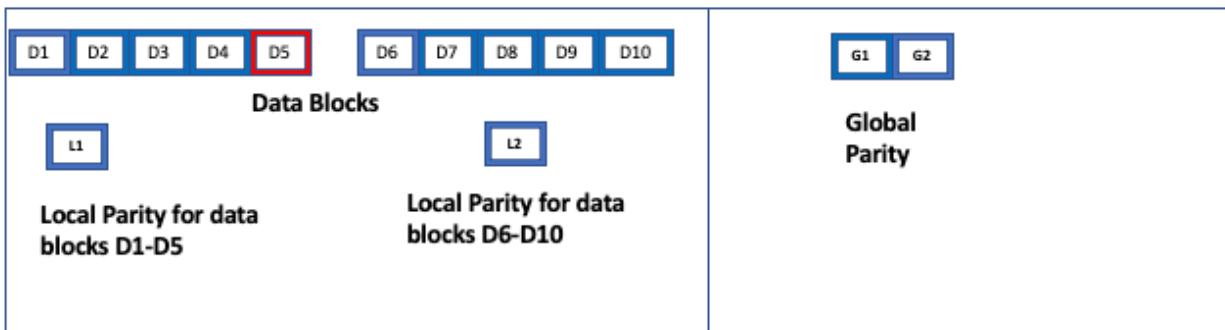 D1 D2 D3 D4 D5 D6 D7 D8 D9 D10
Data Blocks
L1
Local Parity for data
blocks D1-D5
L2
Local Parity for data
blocks D6-D10
G1 G2
Global
Parity